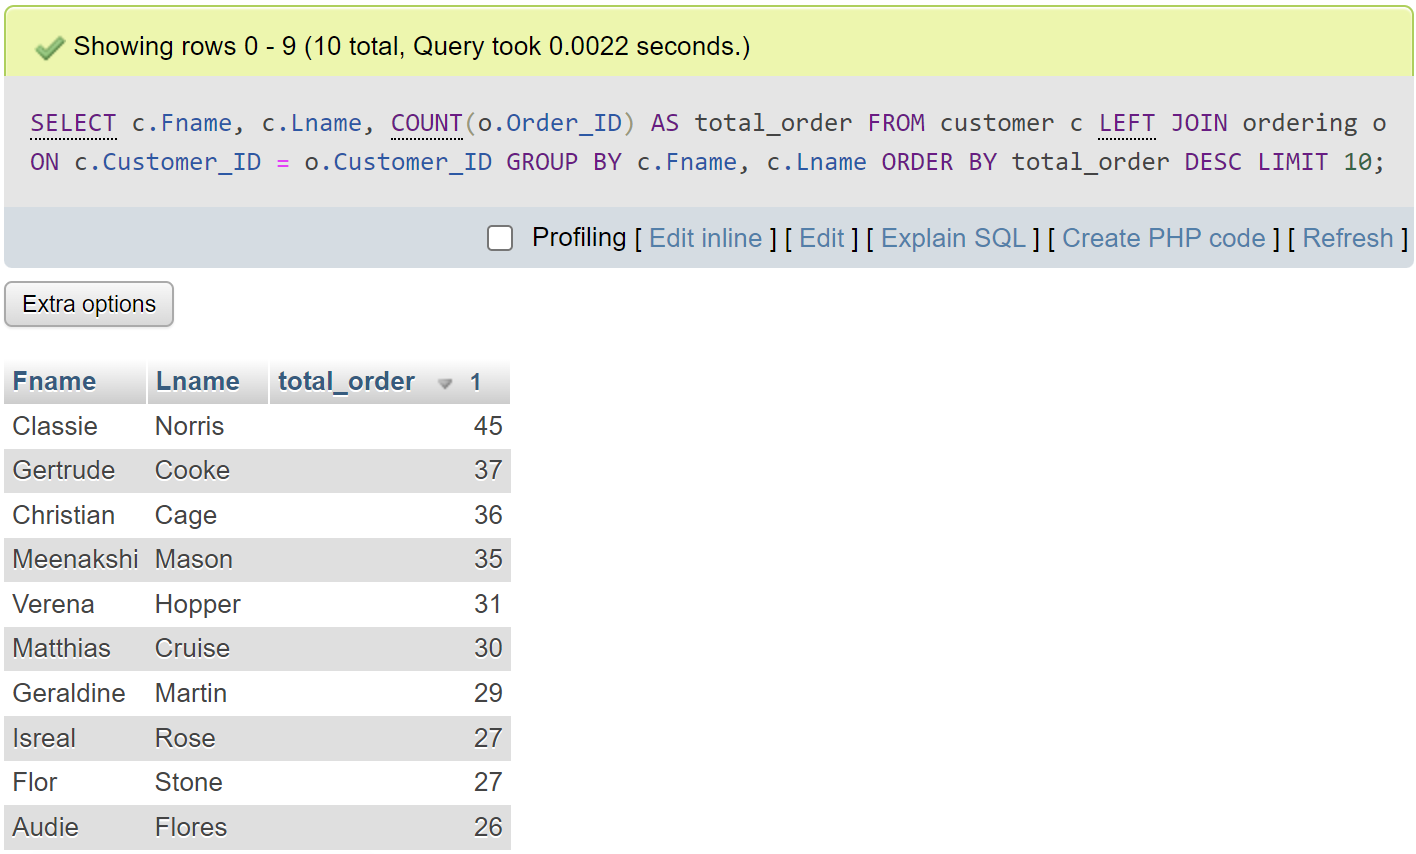 Showing rows 0 - 9 (10 total, Query took 0.0022 seconds.)
SELECT c.Fname, c.Lname, COUNT(o.Order_ID) AS total_order FROM customer c LEFT JOIN ordering o
ON c.Customer_ID = o.Customer_ID GROUP BY c.Fname, c.Lname ORDER BY total_order DESC LIMIT 10;
Profiling [ Edit inline ] [ Edit ] [ Explain SQL ] [ Create PHP code ] [ Refresh ]
Extra options
Fname Lname total_order 1
Classie Norris 45
Gertrude Cooke 37
Christian Cage 36
Meenakshi Mason 35
Verena Hopper 31
Matthias Cruise 30
Geraldine Martin 29
Isreal Rose 27
Flor Stone 27
Audie Flores 26